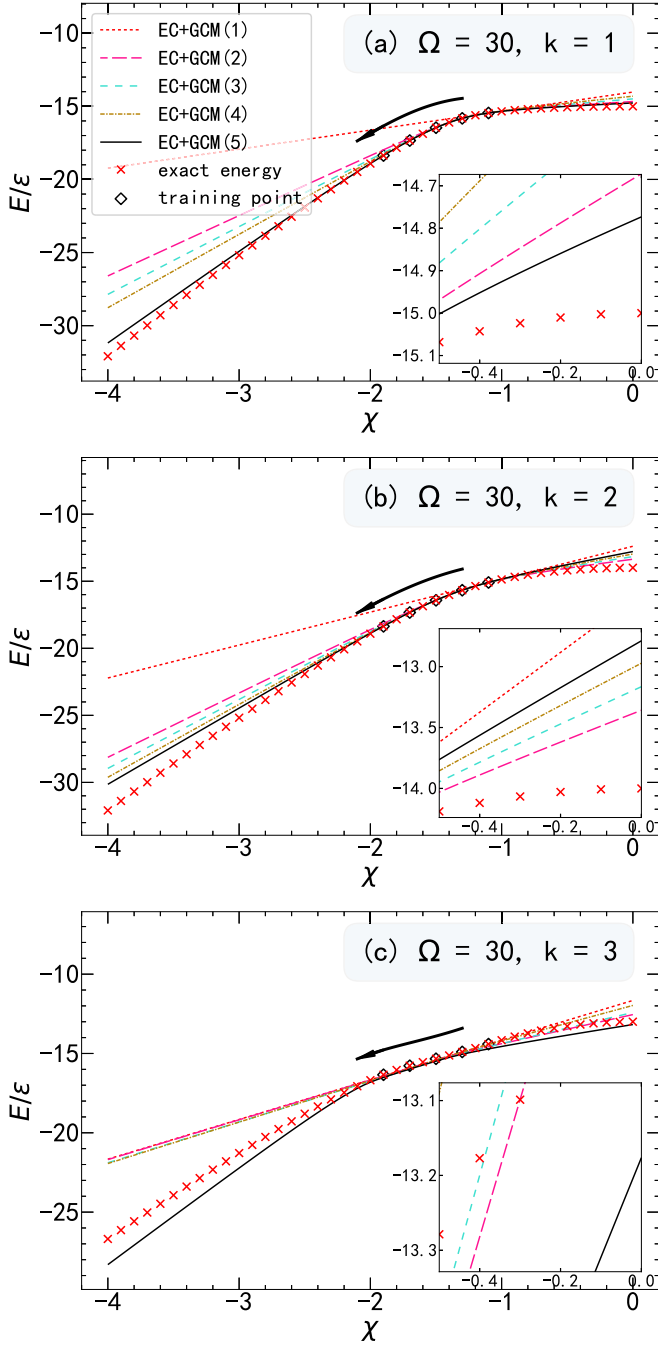 (a) Ω = 30, k = 1
EC+GCM(1)
EC+GCM(2)
EC+GCM(3)
EC+GCM(4)
EC+GCM(5)
exact energy
training point
E/ε
−10
−15
−20
−25
−30
−14.7
−14.8
−14.9
−15.0
−15.1
−0.4 −0.2 0.0
−4 −3 −2 −1 0
χ
(b) Ω = 30, k = 2
E/ε
−10
−15
−20
−25
−30
−13.0
−13.5
−14.0
−0.4 −0.2 0.0
−4 −3 −2 −1 0
χ
(c) Ω = 30, k = 3
E/ε
−10
−15
−20
−25
−13.1
−13.2
−13.3
−0.4 −0.2 0.0
−4 −3 −2 −1 0
χ